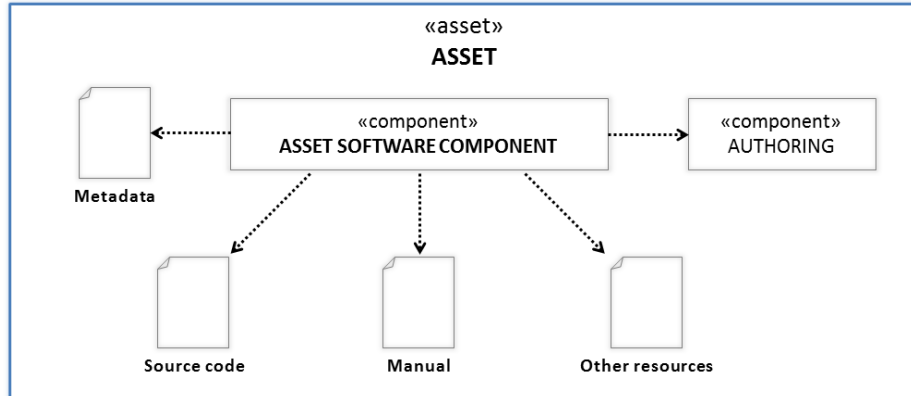 «asset»
ASSET
«component»
ASSET SOFTWARE COMPONENT
«component»
AUTHORING
Metadata
Source code
Manual
Other resources